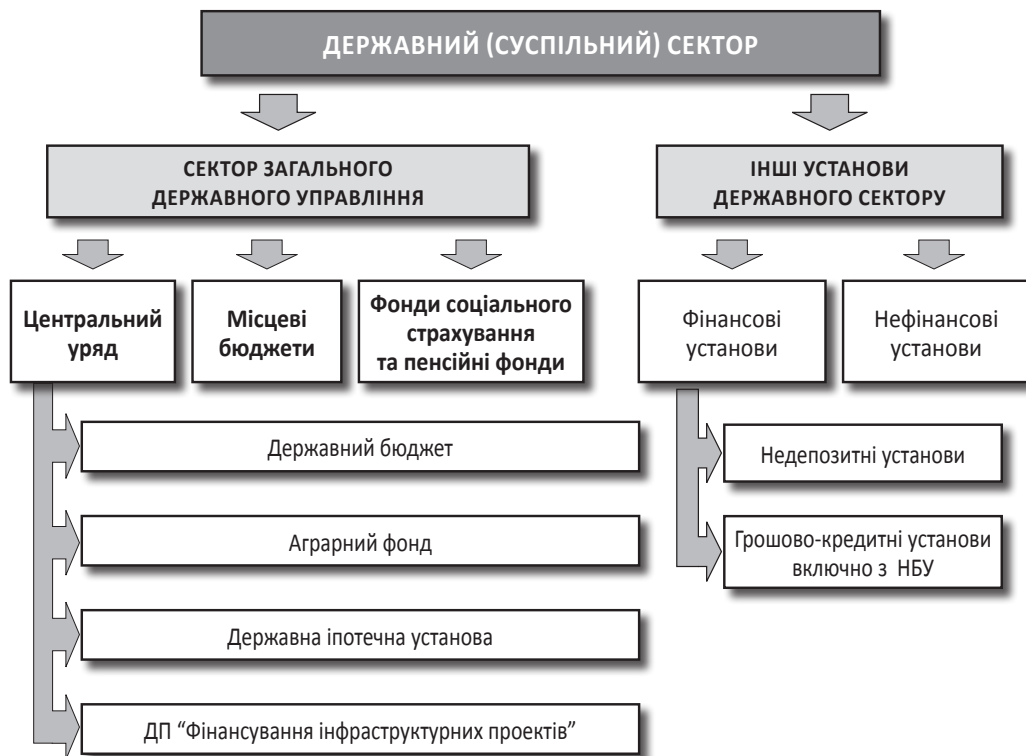 ДЕРЖАВНИЙ (СУСПІЛЬНИЙ) СЕКТОР
СЕКТОР ЗАГАЛЬНОГО
ДЕРЖАВНОГО УПРАВЛІННЯ
ІНШІ УСТАНОВИ
ДЕРЖАВНОГО СЕКТОРУ
Центральний
уряд
Місцеві
бюджети
Фонди соціального
страхування
та пенсійні фонди
Фінансові
установи
Нефінансові
установи
Державний бюджет
Аграрний фонд
Державна іпотечна установа
ДП “Фінансування інфраструктурних проектів”
Недепозитні установи
Грошово-кредитні установи
включно з НБУ